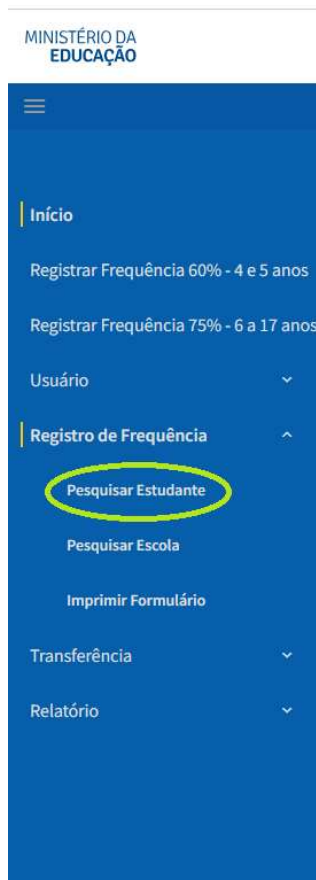 MINISTÉRIO DA
EDUCAÇÃO
Início
Registrar Frequência 60% - 4 e 5 anos
Registrar Frequência 75% - 6 a 17 anos
Usuário
Registro de Frequência
Pesquisar Estudante
Pesquisar Escola
Imprimir Formulário
Transferência
Relatório